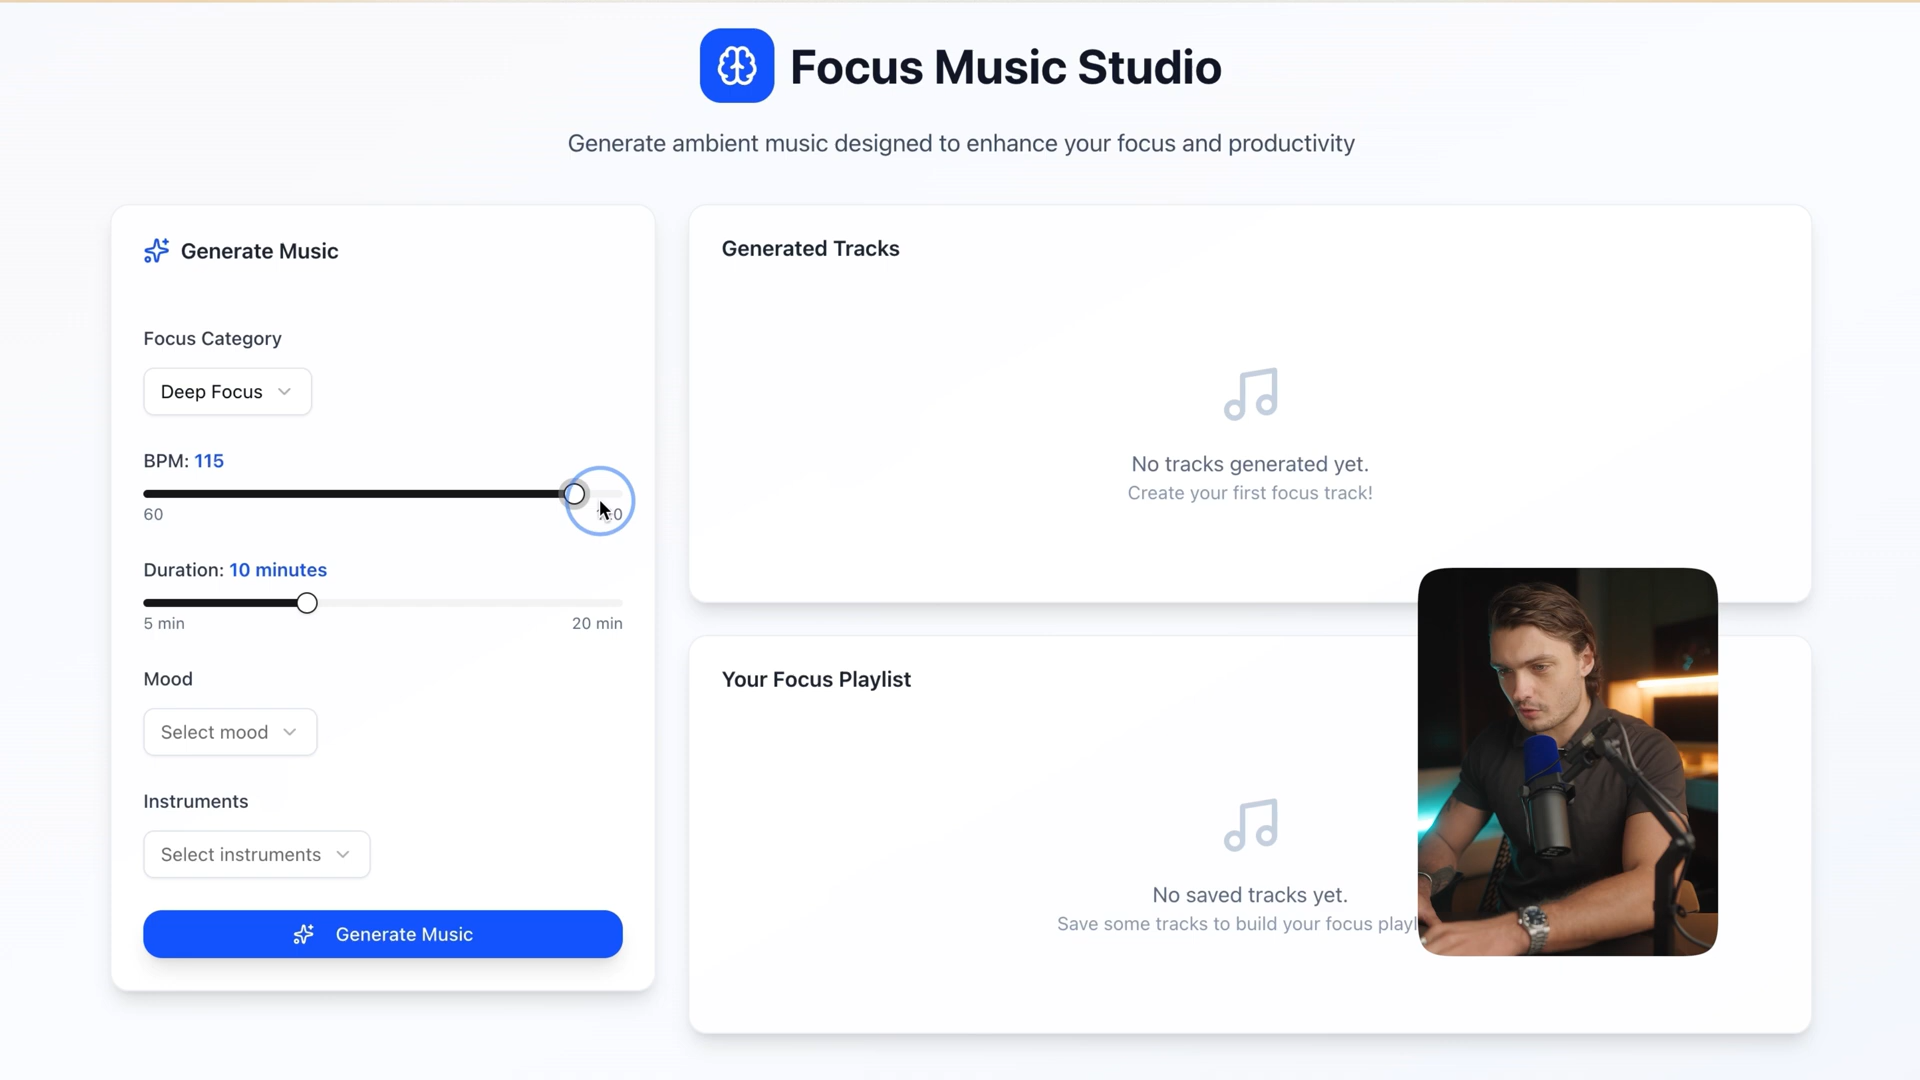 Focus Music Studio
Generate ambient music designed to enhance your focus and productivity
Generate Music
Focus Category
Deep Focus
BPM: 115
60
Duration: 10 minutes
5 min 20 min
Mood
Select mood
Instruments
Select instruments
Generate Music
Generated Tracks
No tracks generated yet.
Create your first focus track!
Your Focus Playlist
No saved tracks yet.
Save some tracks to build your focus